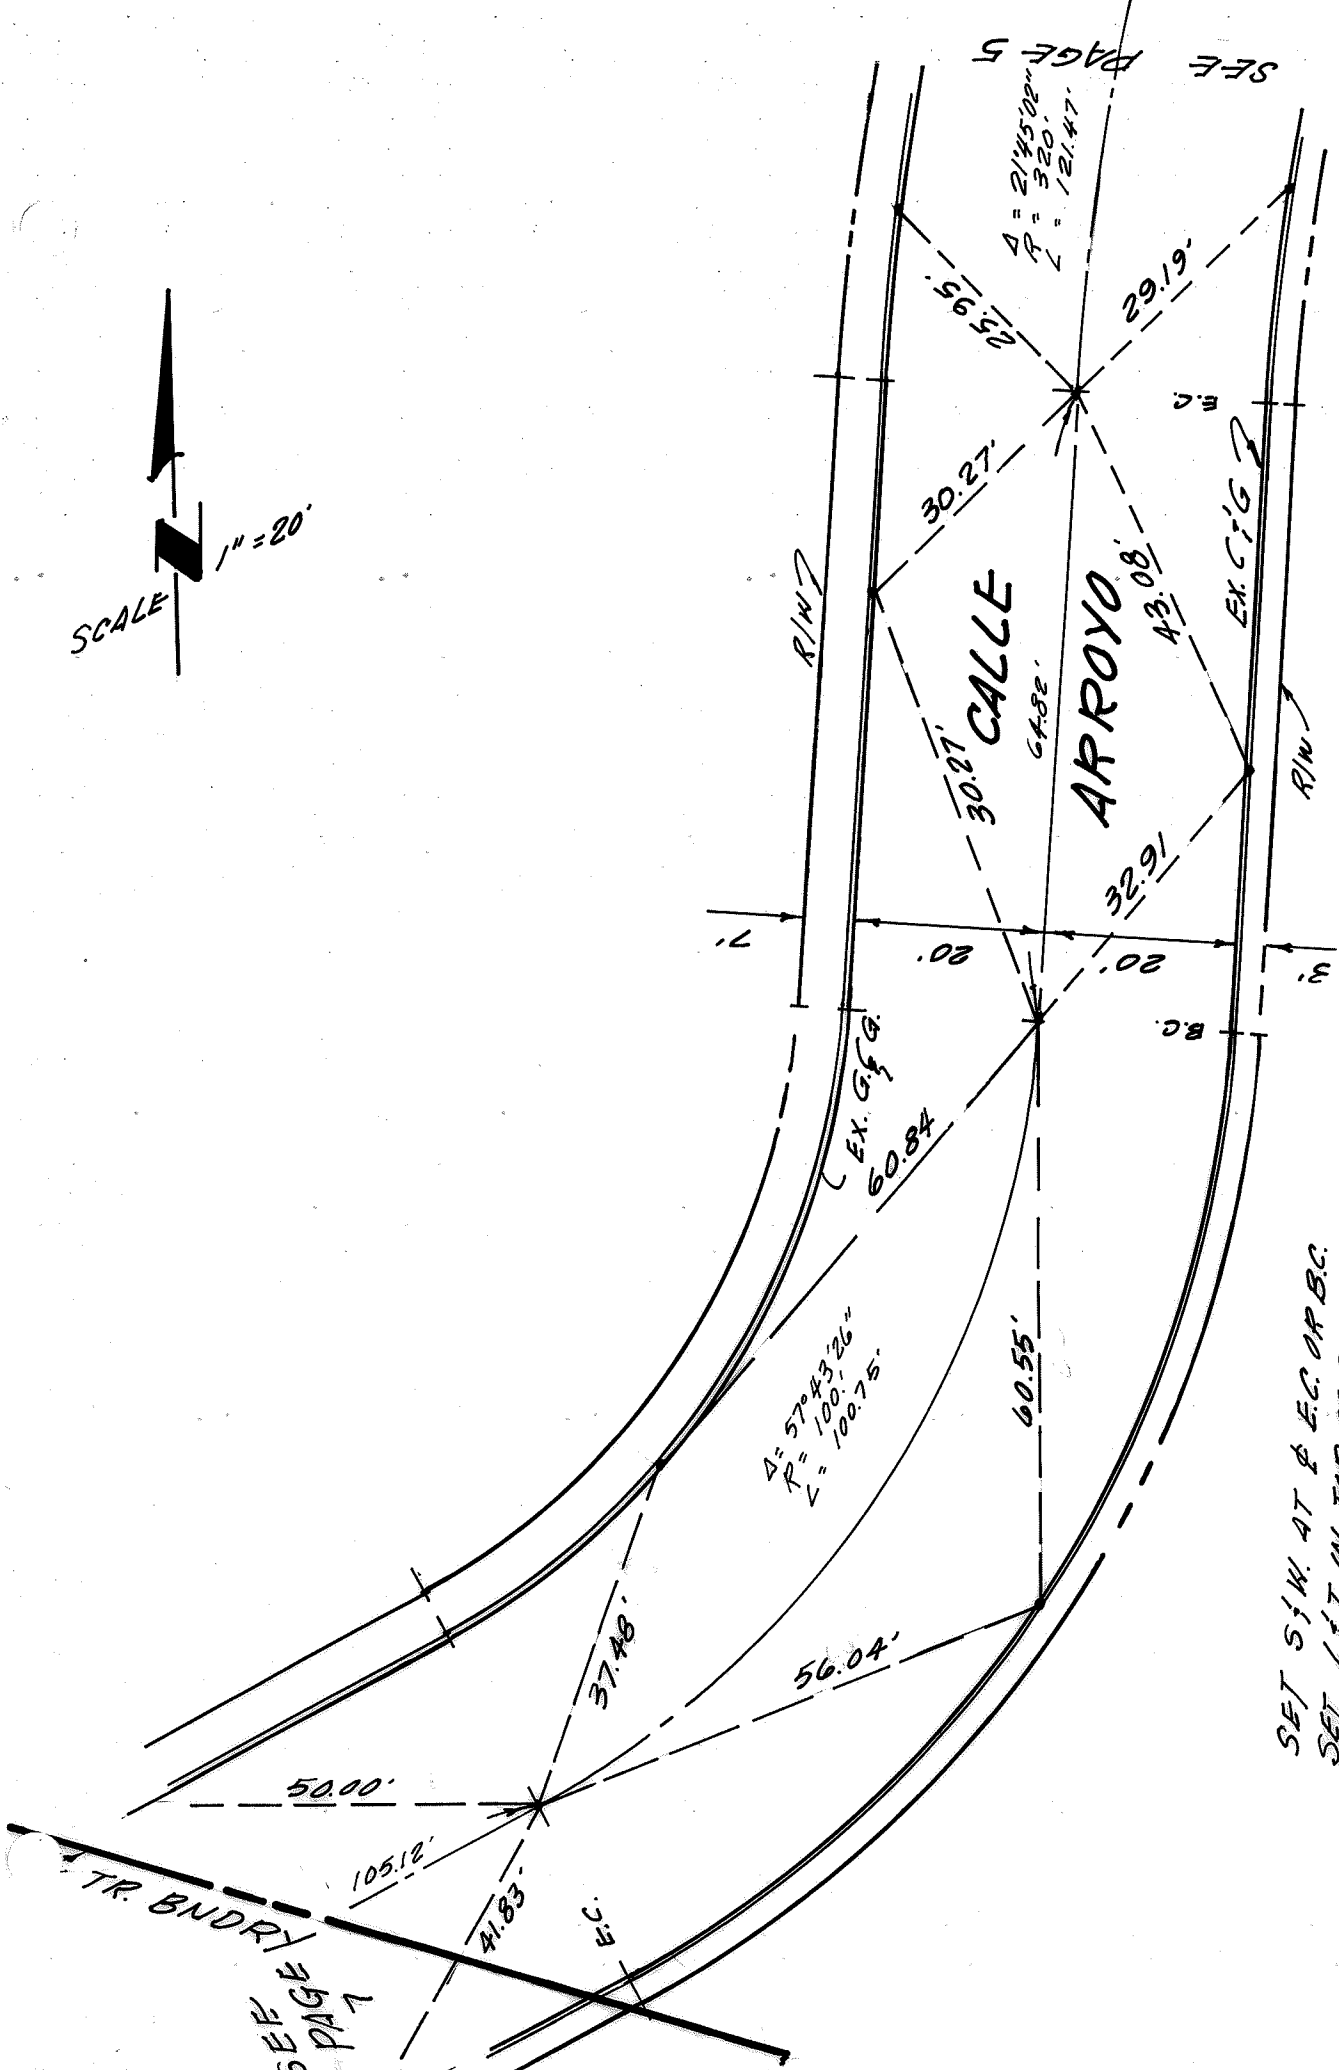 SEE PAGE 5
Δ = 21°45'02"
R = 320'
L = 121.47'
25.95'
29.19'
SCALE 1" = 20'
N
30.27'
E.C.
EX. C & G
R/W
CALLE
64.82'
ARROYO
43.08'
30.27'
R/W
32.91
7'
20'
20'
3'
B.C.
EX. G. & G.
60.84
Δ = 57°43'26"
R = 100.'
L = 100.75'
60.55'
37.48'
56.04'
50.00'
105.12'
41.83'
E.C.
TR. BNDRY
SEE
PAGE
7
SET S & W. AT ₵ E.C. OR B.C.
SET L & T IN